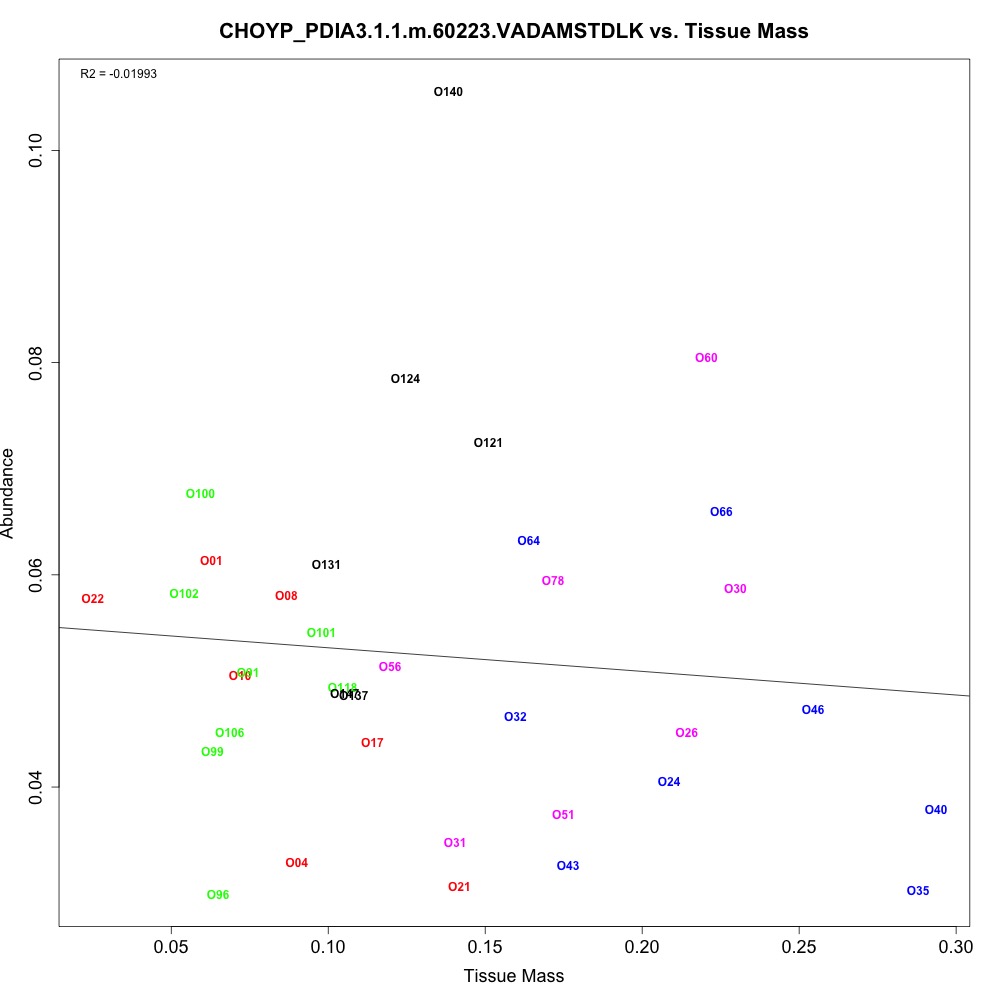 CHOYP_PDIA3.1.1.m.60223.VADAMSTDLK vs. Tissue Mass
R2 = -0.01993
O140
0.10
O60
0.08
O124
O121
O100
O66
O64
O01
O131
0.06
O78
O30
O102
O08
O22
O101
O56
O91
O10
O118
O147
O137
O46
O32
O106
O26
O17
O99
O24
0.04
O40
O51
O31
O43
O04
O21
O35
O96
Abundance
0.05 0.10 0.15 0.20 0.25 0.30
Tissue Mass